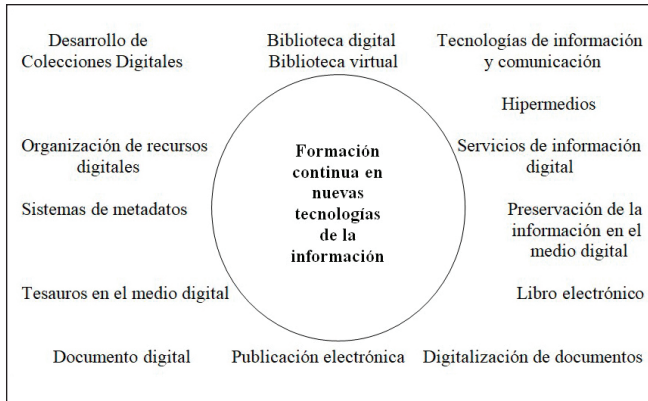 Desarrollo de
Colecciones Digitales
Biblioteca digital
Biblioteca virtual
Tecnologías de información
y comunicación
Hipermedios
Organización de recursos
digitales
Formación
continua en
nuevas
tecnologías
de la
información
Servicios de información
digital
Sistemas de metadatos
Preservación de la
información en el
medio digital
Tesauros en el medio digital
Libro electrónico
Documento digital
Publicación electrónica
Digitalización de documentos